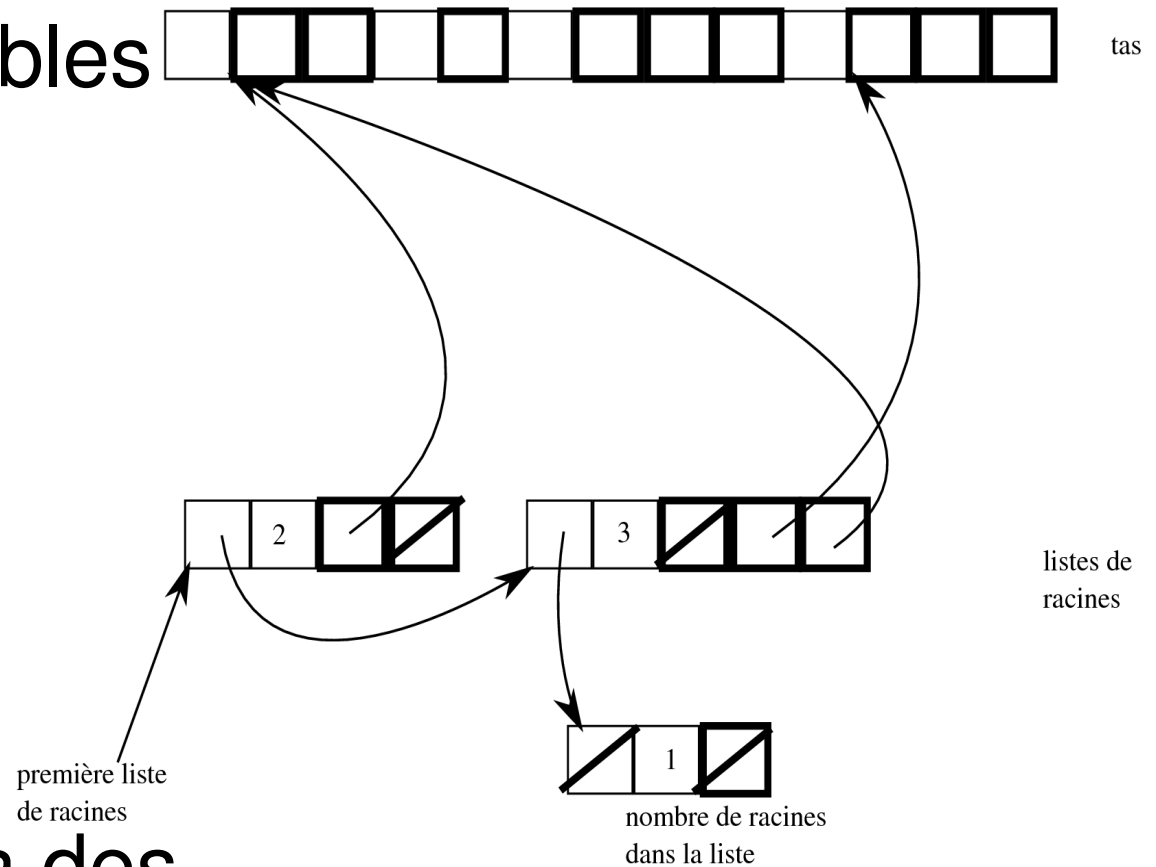 bles
tas
2
3
listes de
racines
première liste
de racines
1
nombre de racines
dans la liste
des